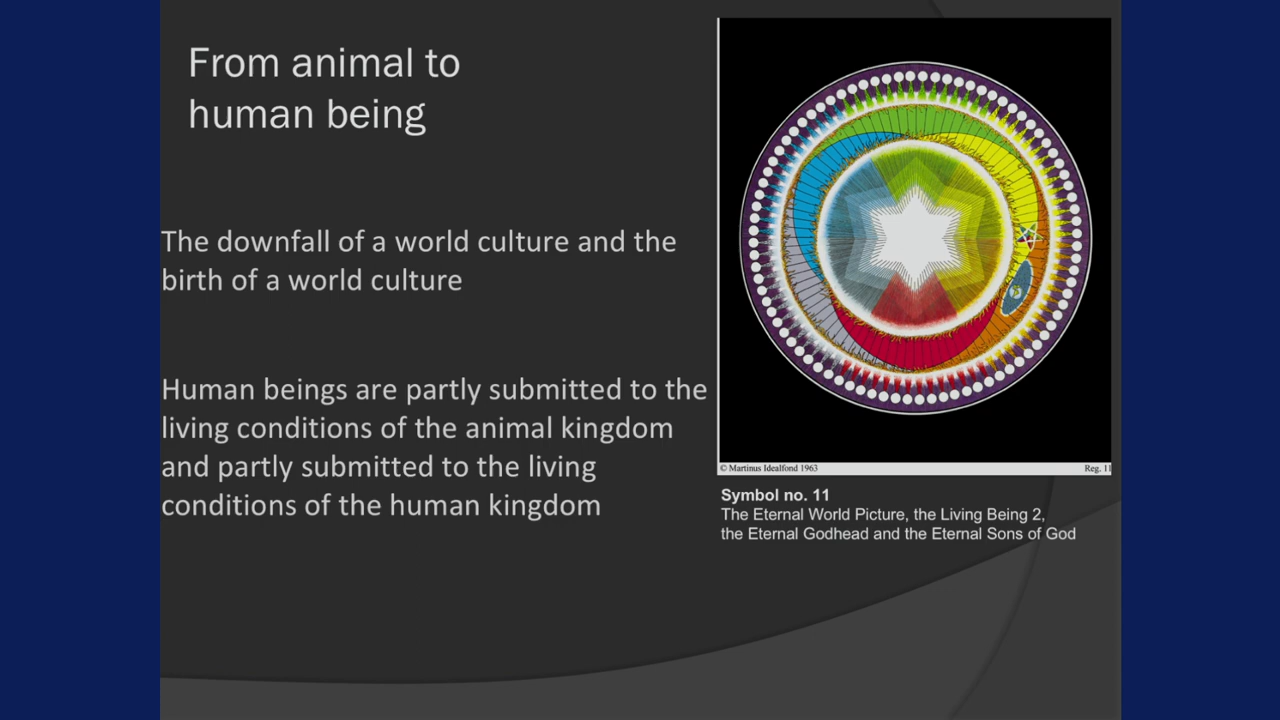 From animal to
human being
The downfall of a world culture and the
birth of a world culture
Human beings are partly submitted to the
living conditions of the animal kingdom
and partly submitted to the living
conditions of the human kingdom
© Martinus Idealfond 1963
Reg. 11
Symbol no. 11
The Eternal World Picture, the Living Being 2,
the Eternal Godhead and the Eternal Sons of God